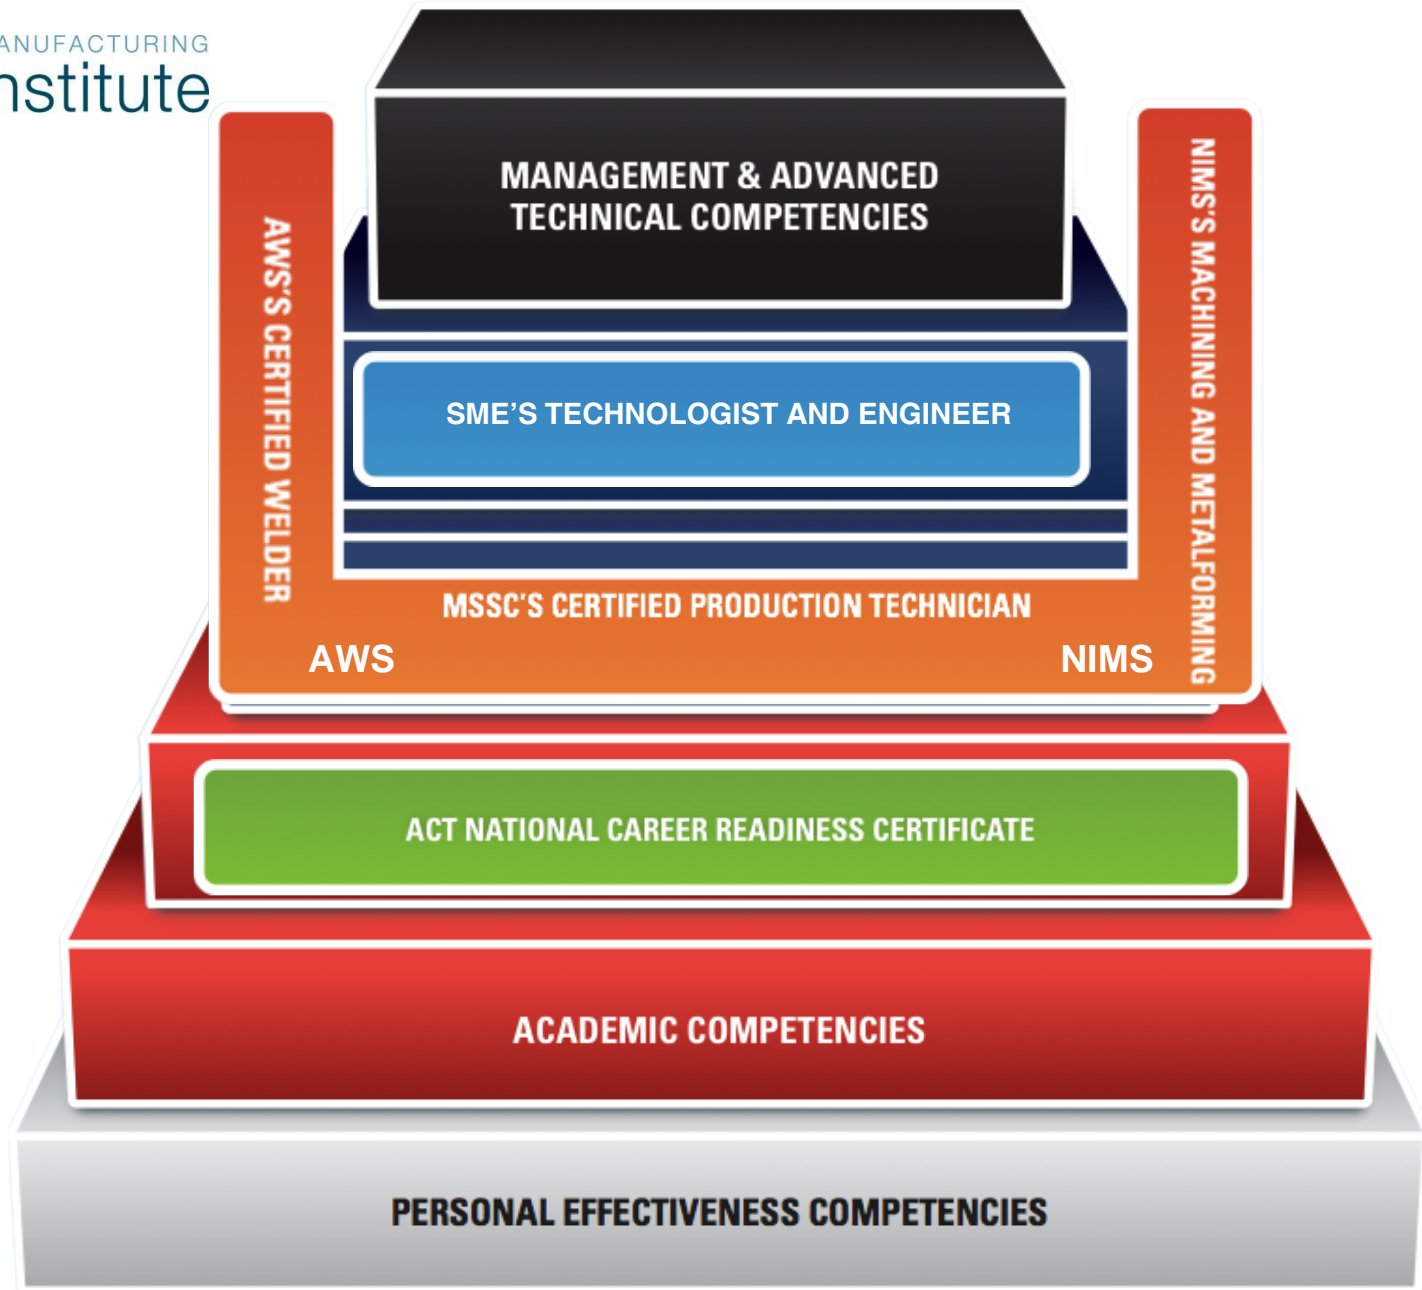 ANUFACTURING
nstitute
MANAGEMENT & ADVANCED
TECHNICAL COMPETENCIES
AWS'S CERTIFIED WELDER
NIMS'S MACHINING AND METALFORMING
SME'S TECHNOLOGIST AND ENGINEER
MSSC'S CERTIFIED PRODUCTION TECHNICIAN
AWS
NIMS
ACT NATIONAL CAREER READINESS CERTIFICATE
ACADEMIC COMPETENCIES
PERSONAL EFFECTIVENESS COMPETENCIES